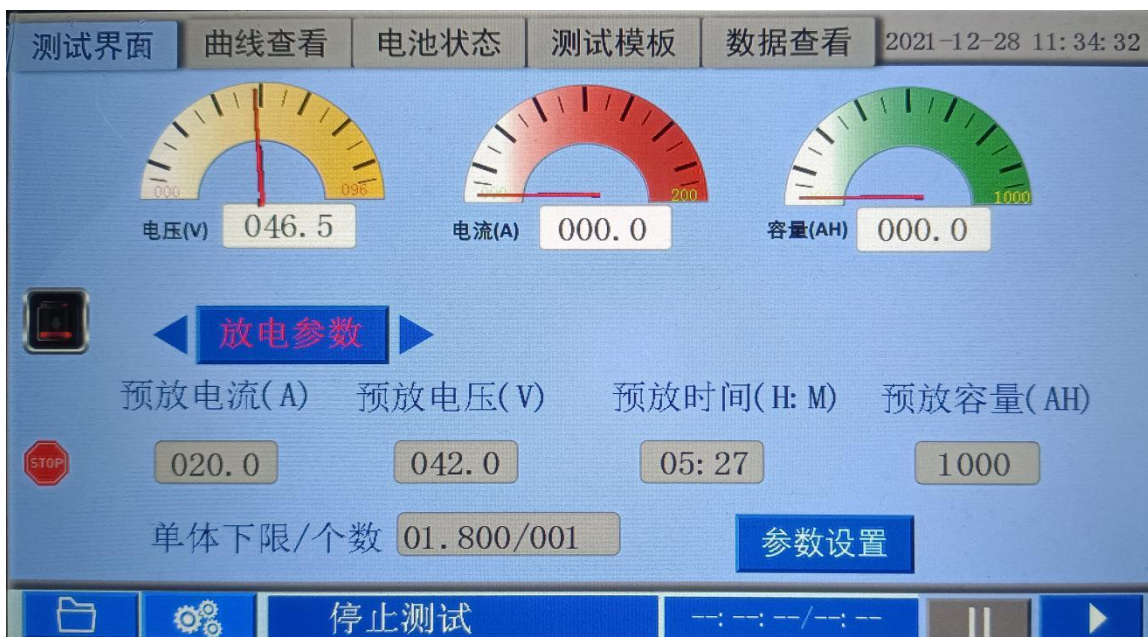 测试界面 曲线查看 电池状态 测试模板 数据查看 2021-12-28 11:34:32
000 096 200 1000
电压(V) 046.5 电流(A) 000.0 容量(AH) 000.0
放电参数
预放电流(A) 预放电压(V) 预放时间(H:M) 预放容量(AH)
STOP 020.0 042.0 05:27 1000
单体下限/个数 01.800/001 参数设置
停止测试 --:--:--/--:--